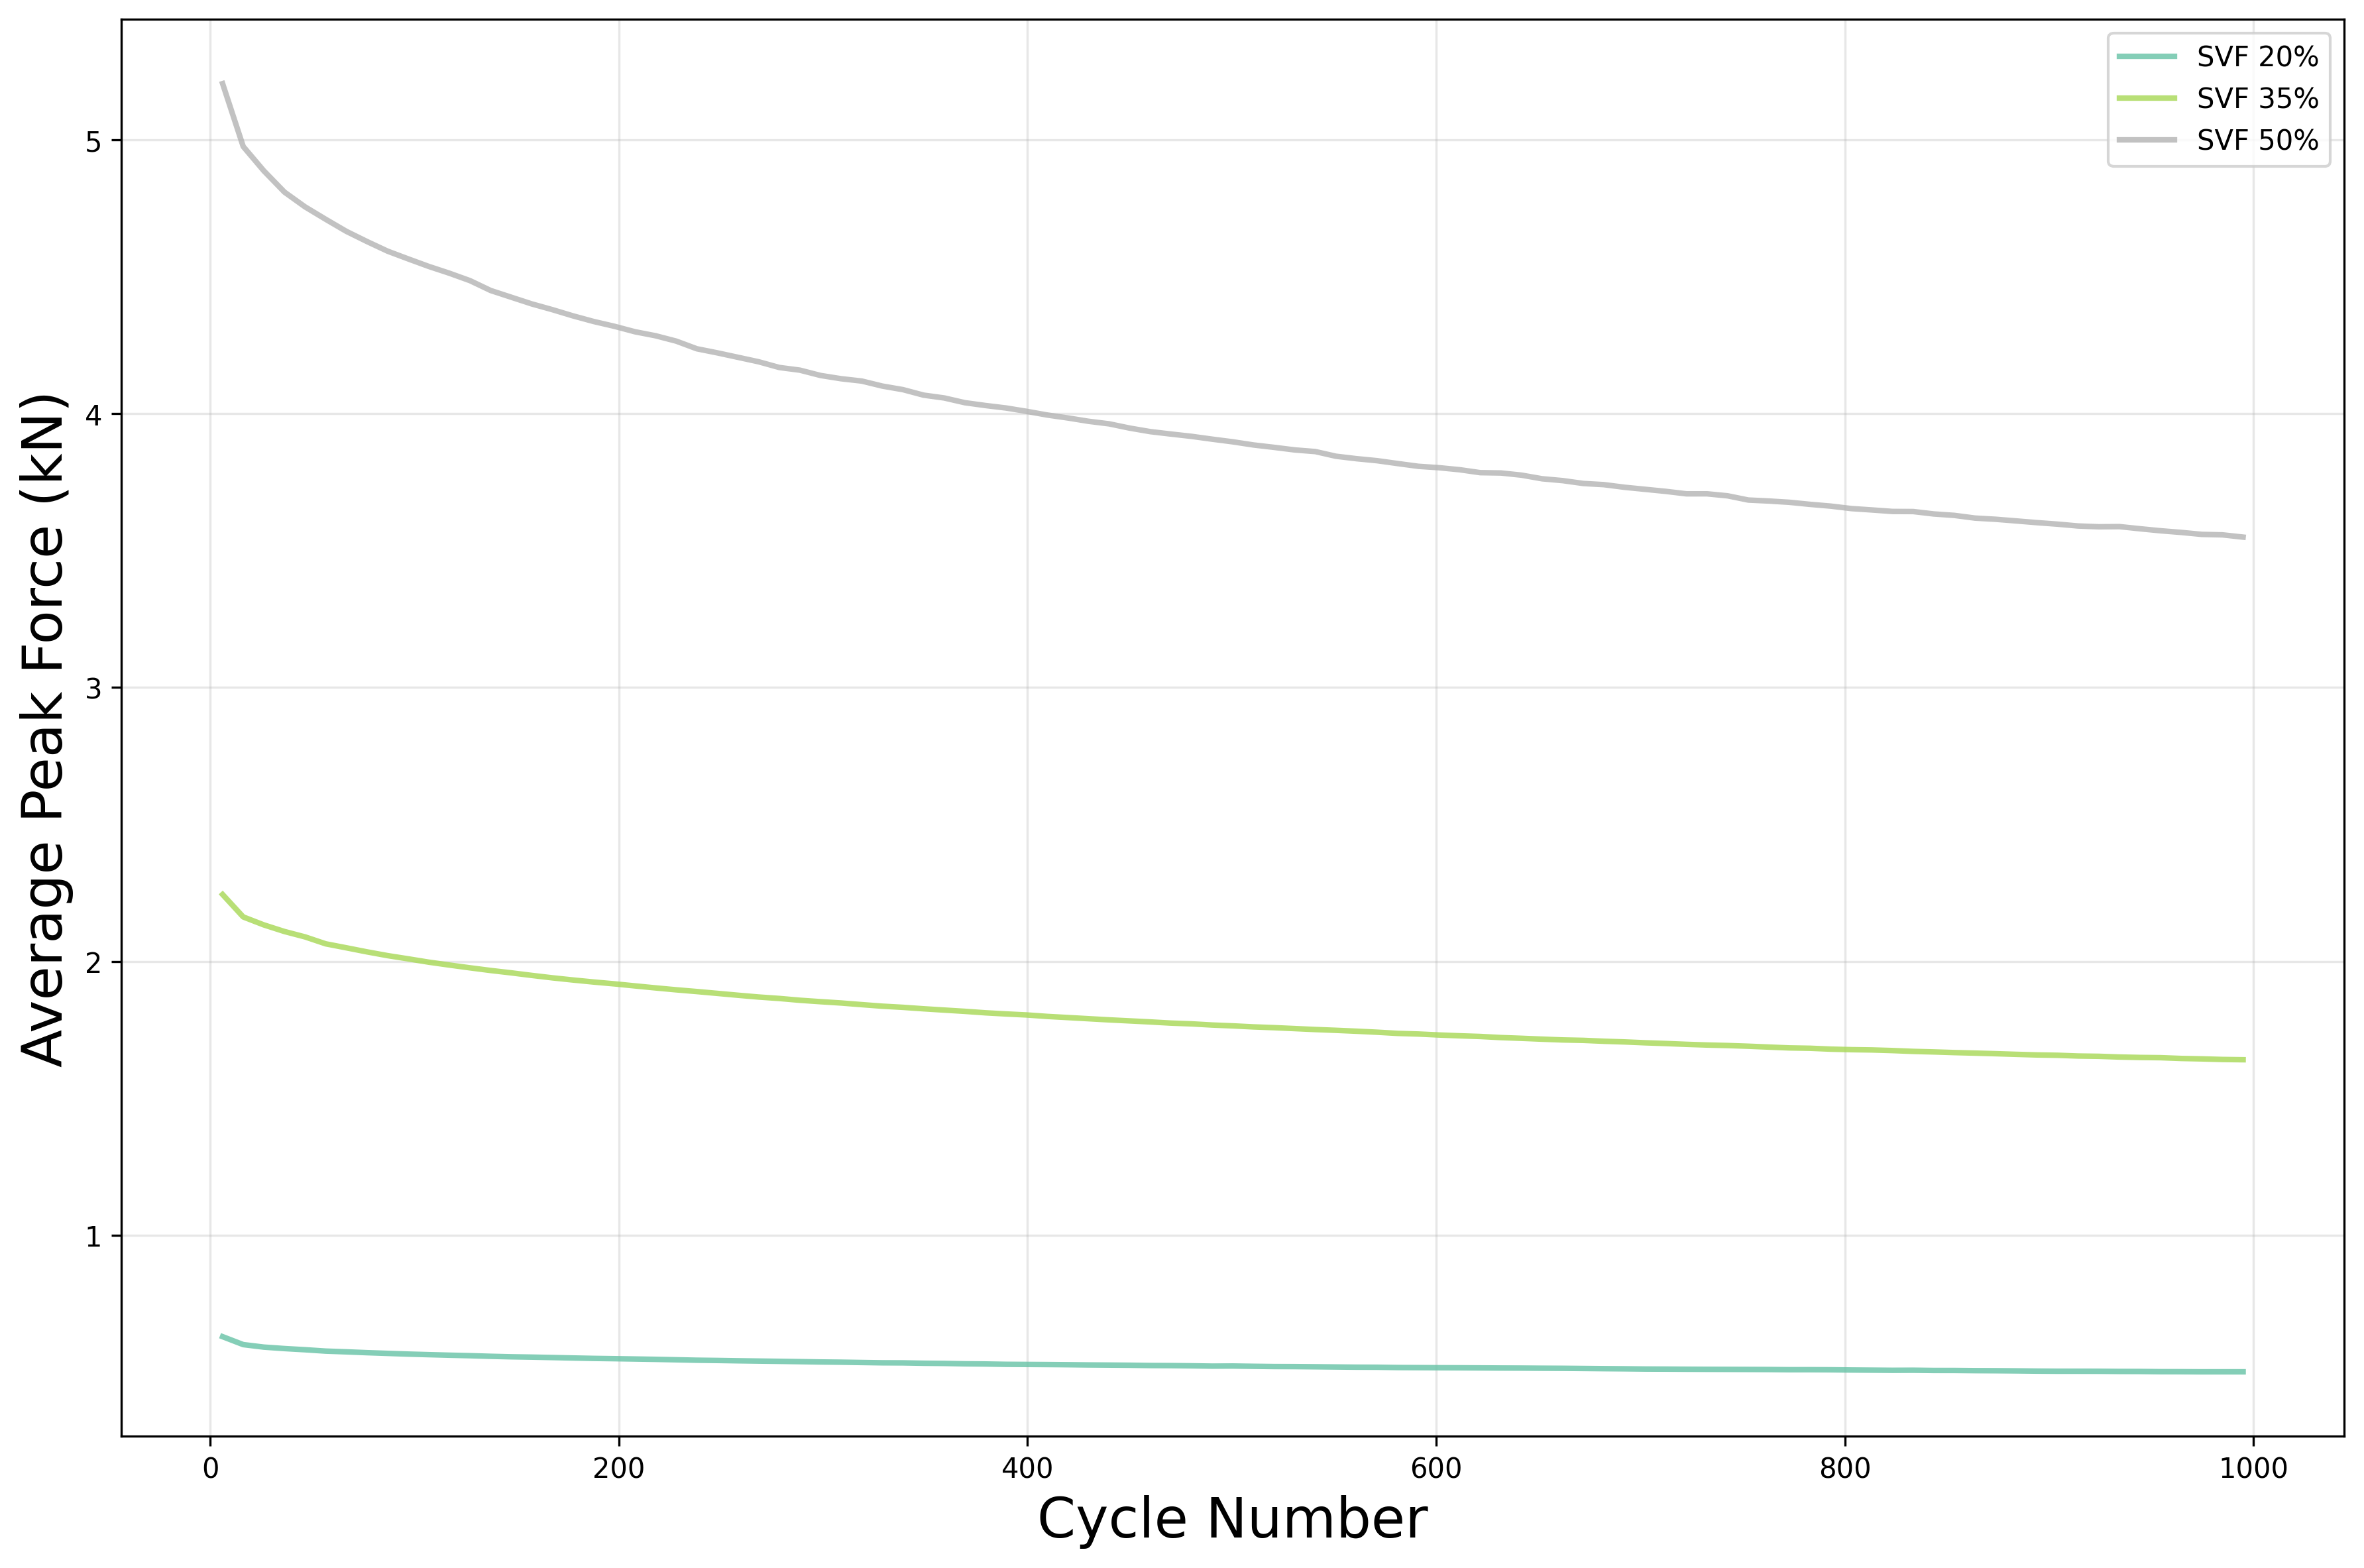 SVF 20%
SVF 35%
SVF 50%
5
4
3
2
1
Average Peak Force (kN)
0 200 400 600 800 1000
Cycle Number